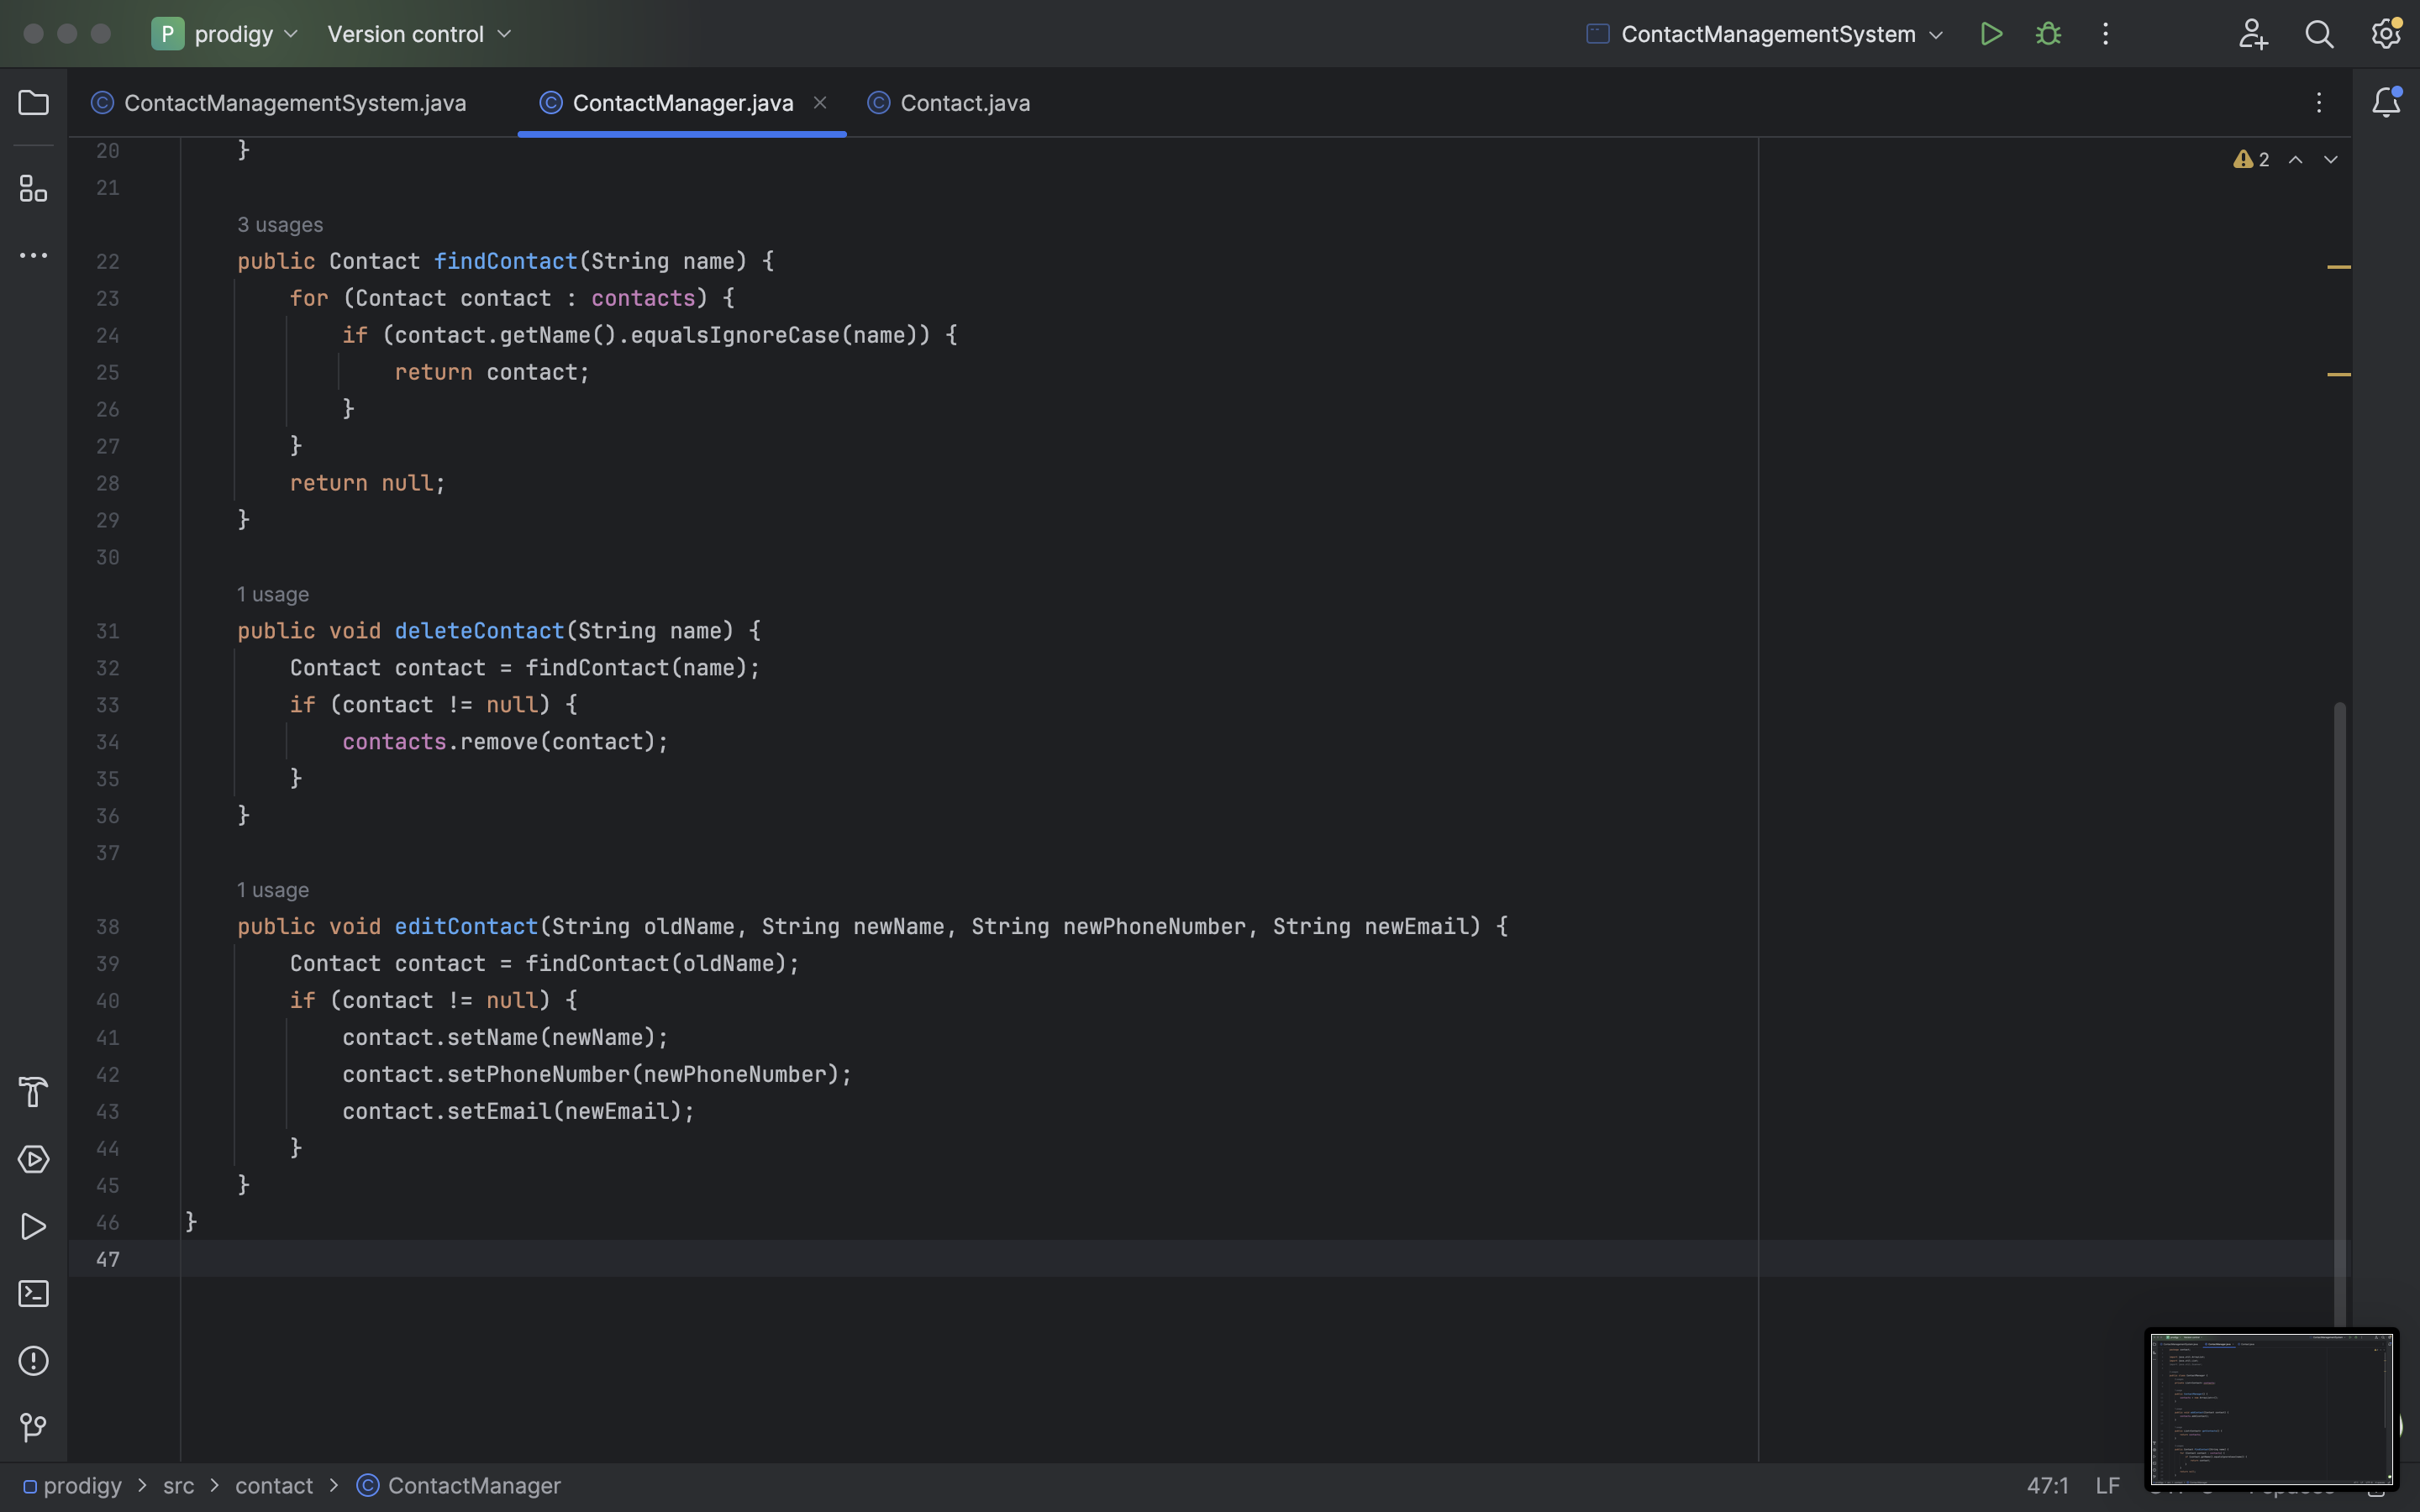 P prodigy Version control ContactManagementSystem
ContactManagementSystem.java ContactManager.java Contact.java
20 }
2
21
3 usages
22 public Contact findContact(String name) {
23 for (Contact contact : contacts) {
24 if (contact.getName().equalsIgnoreCase(name)) {
25 return contact;
26 }
27 }
28 return null;
29 }
30
1 usage
31 public void deleteContact(String name) {
32 Contact contact = findContact(name);
33 if (contact != null) {
34 contacts.remove(contact);
35 }
36 }
37
1 usage
38 public void editContact(String oldName, String newName, String newPhoneNumber, String newEmail) {
39 Contact contact = findContact(oldName);
40 if (contact != null) {
41 contact.setName(newName);
42 contact.setPhoneNumber(newPhoneNumber);
43 contact.setEmail(newEmail);
44 }
45 }
46 }
47
prodigy > src > contact > ContactManager 47:1 LF